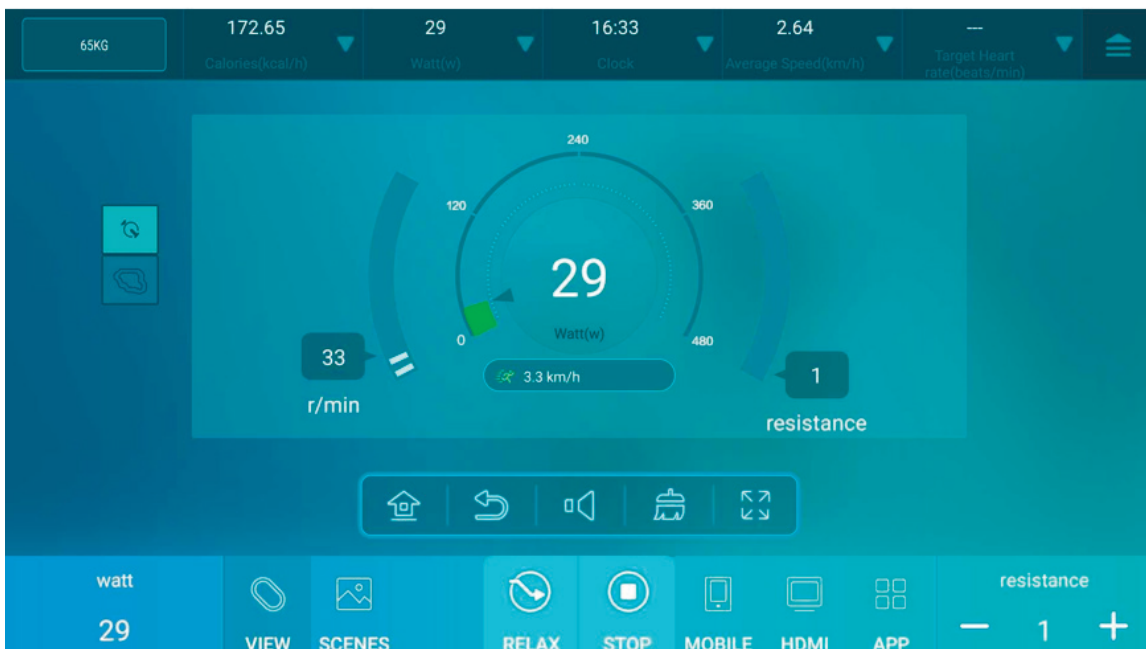 65KG
172.65
Calories(kcal/h)
29
Watt(w)
16:33
Clock
2.64
Average Speed(km/h)
---
Target Heart
rate(beats/min)
240
120
360
29
Watt(w)
0
480
33
r/min
3.3 km/h
1
resistance
watt
29
VIEW
SCENES
RELAX
STOP
MOBILE
HDMI
APP
resistance
— 1 +